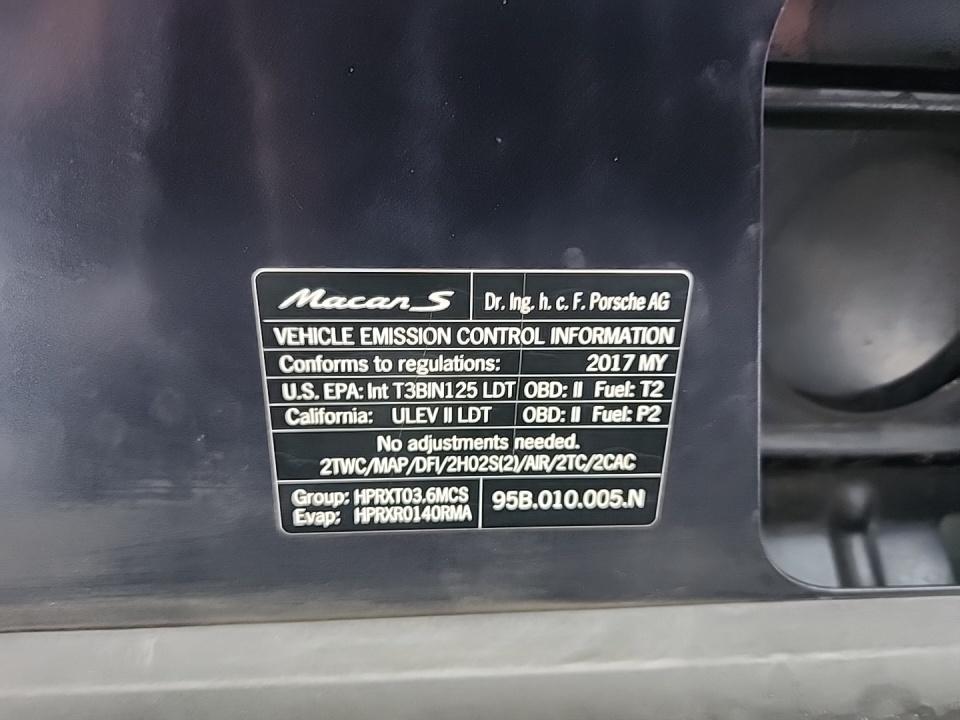 Macan S Dr. Ing. h. c. F. Porsche AG
VEHICLE EMISSION CONTROL INFORMATION
Conforms to regulations: 2017 MY
U.S. EPA: Int T3BIN125 LDT OBD: II Fuel: T2
California: ULEV II LDT OBD: II Fuel: P2
No adjustments needed.
2TWC/MAP/DFI/2HO2S(2)/AIR/2TC/2CAC
Group: HPRXT03.6MCS
Evap: HPRXR0140RMA
95B.010.005.N